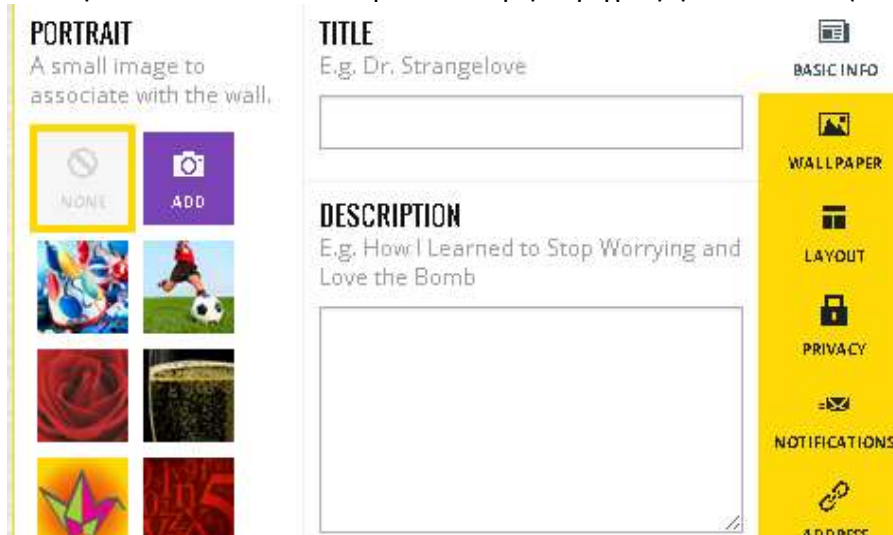 PORTRAIT
A small image to
associate with the wall.
NONE
ADD
TITLE
E.g. Dr. Strangelove
DESCRIPTION
E.g. How I Learned to Stop Worrying and
Love the Bomb
BASIC INFO
WALLPAPER
LAYOUT
PRIVACY
NOTIFICATIONS
ADDRESS